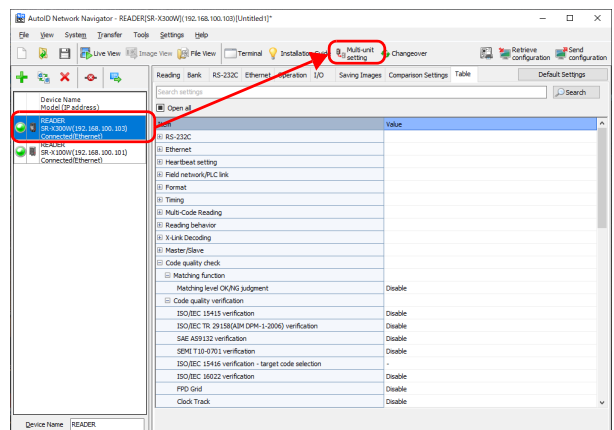 AutoID Network Navigator - READER[SR-X300W](192.168.100.103)[Untitled1]*
File View System Transfer Tools Settings Help
Live View Image View File View Terminal Installation Guide Multi-unit setting Changeover Retrieve configuration Send configuration
Reading Bank RS-232C Ethernet Operation I/O Saving Images Comparison Settings Table Default Settings
Search settings Search
Open all
Device Name
Model(IP address)
READER
SR-X300W(192.168.100.103)
Connected(Ethernet)
READER
SR-X100W(192.168.100.101)
Connected(Ethernet)
Item Value
RS-232C
Ethernet
Heartbeat setting
Field network/PLC link
Format
Timing
Multi-Code Reading
Reading behavior
X-Link Decoding
Master/Slave
Code quality check
Matching function
Matching level OK/NG judgment Disable
Code quality verification
ISO/IEC 15415 verification Disable
ISO/IEC TR 29158(AIM DPM-1-2006) verification Disable
SAE AS9132 verification Disable
SEMI T10-0701 verification Disable
ISO/IEC 15416 verification - target code selection -
ISO/IEC 16022 verification Disable
FPD Grid Disable
Clock Track Disable
Device Name READER